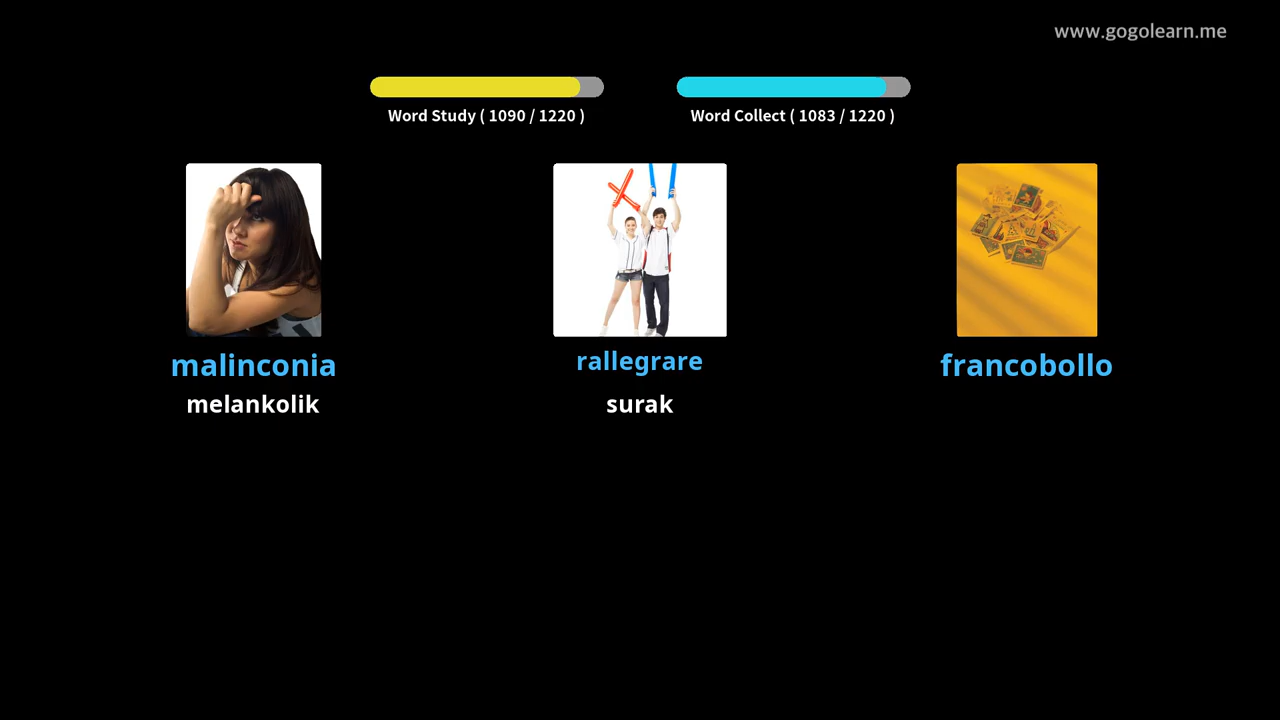 www.gogolearn.me
Word Study ( 1090 / 1220 )
Word Collect ( 1083 / 1220 )
malinconia
melankolik
rallegrare
surak
francobollo